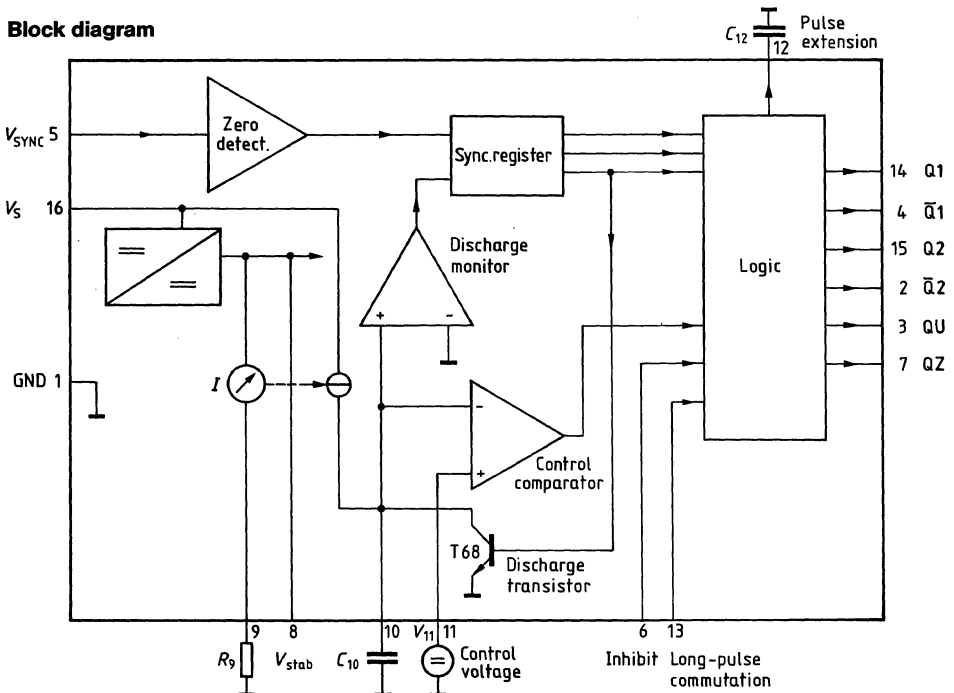 Block diagram
C12
12
Pulse
extension
VSYNC 5
Zero
detect.
Sync.register
14 Q1
VS 16
4 Q̅1
Discharge
monitor
15 Q2
Logic
2 Q̅2
+ -
3 QU
7 QZ
GND 1
I
-
+
Control
comparator
T68
Discharge
transistor
9 8 10 V11 11 6 13
R9 Vstab C10 Control
voltage
Inhibit Long-pulse
commutation